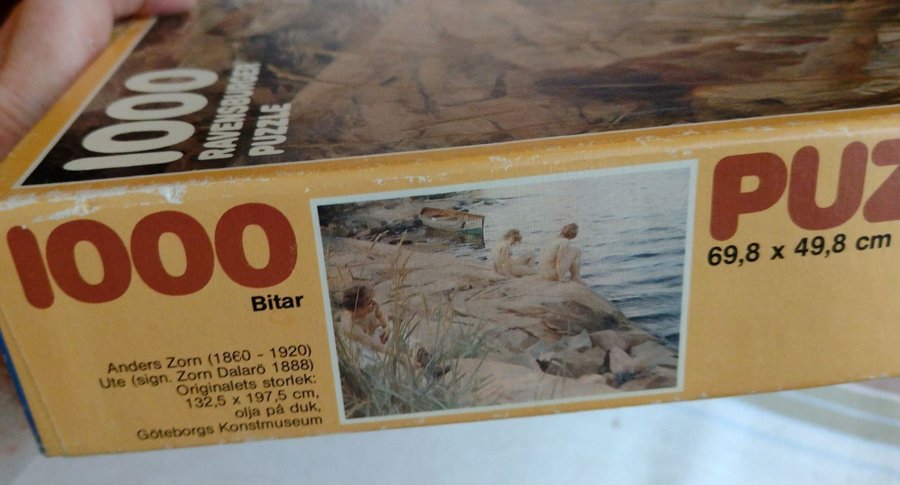 1000
RAVENSBURGER
PUZZLE
1000
Bitar
Anders Zorn (1860 - 1920)
Ute (sign. Zorn Dalarö 1888)
Originalets storlek:
132,5 x 197,5 cm,
olja på duk,
Göteborgs Konstmuseum
PUZ
69,8 x 49,8 cm